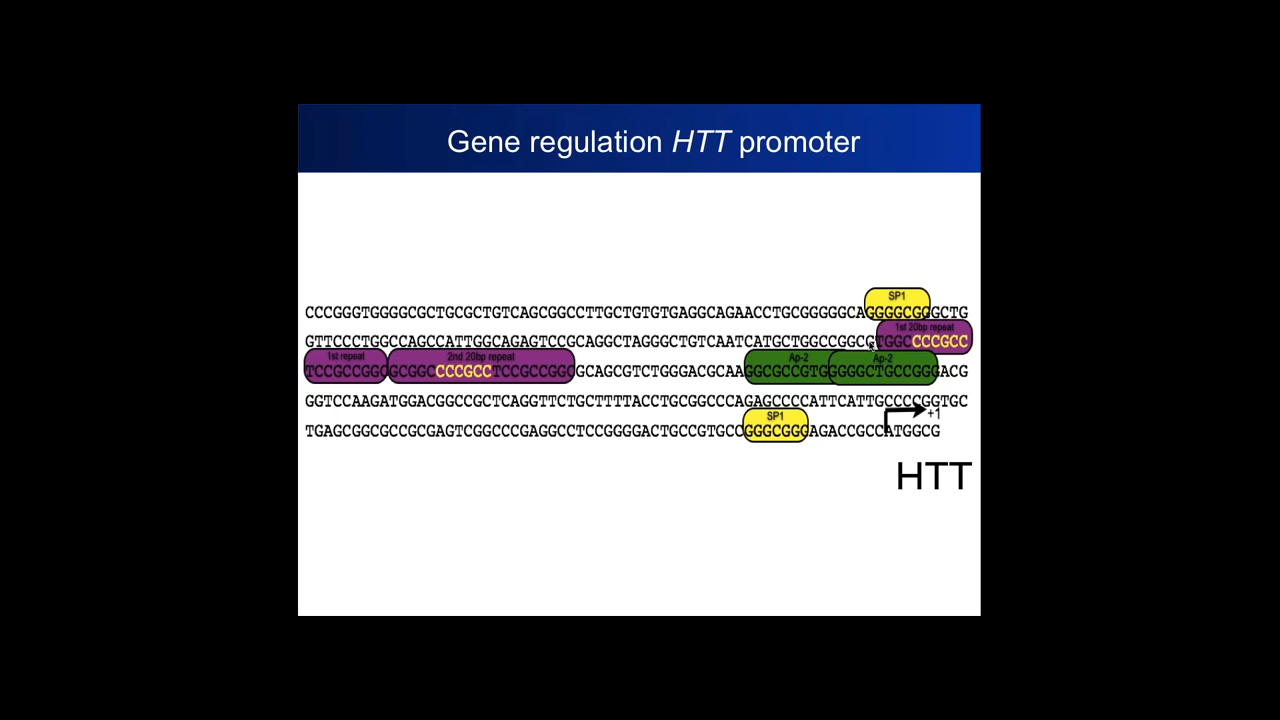 Gene regulation HTT promoter
SP1
CCCGGGTGGGGCGCTGCGCTGTCAGCGGCCTTGCTGTGTGAGGCAGAACCTGCGGGGGCAGGGGCGGGCTG
1st 20bp repeat
GTTCCCTGGCCAGCCATTGGCAGAGTCCGCAGGCTAGGGCTGTCAATCATGCTGGCCGGCGTGGCCCCGCC
1st repeat 2nd 20bp repeat Ap-2 Ap-2
TCCGCCGGCGCGGCCCCGCCTCCGCCGGCGCAGCGTCTGGGACGCAAGGCGCCGTGGGGGCTGCCGGGACG
GGTCCAAGATGGACGGCCGCTCAGGTTCTGCTTTTACCTGCGGCCCAGAGCCCCATTCATTGCCCCGGTGC
SP1 +1
TGAGCGGCGCCGCGAGTCGGCCCGAGGCCTCCGGGGACTGCCGTGCCGGGCGGGAGACCGCCATGGCG
HTT